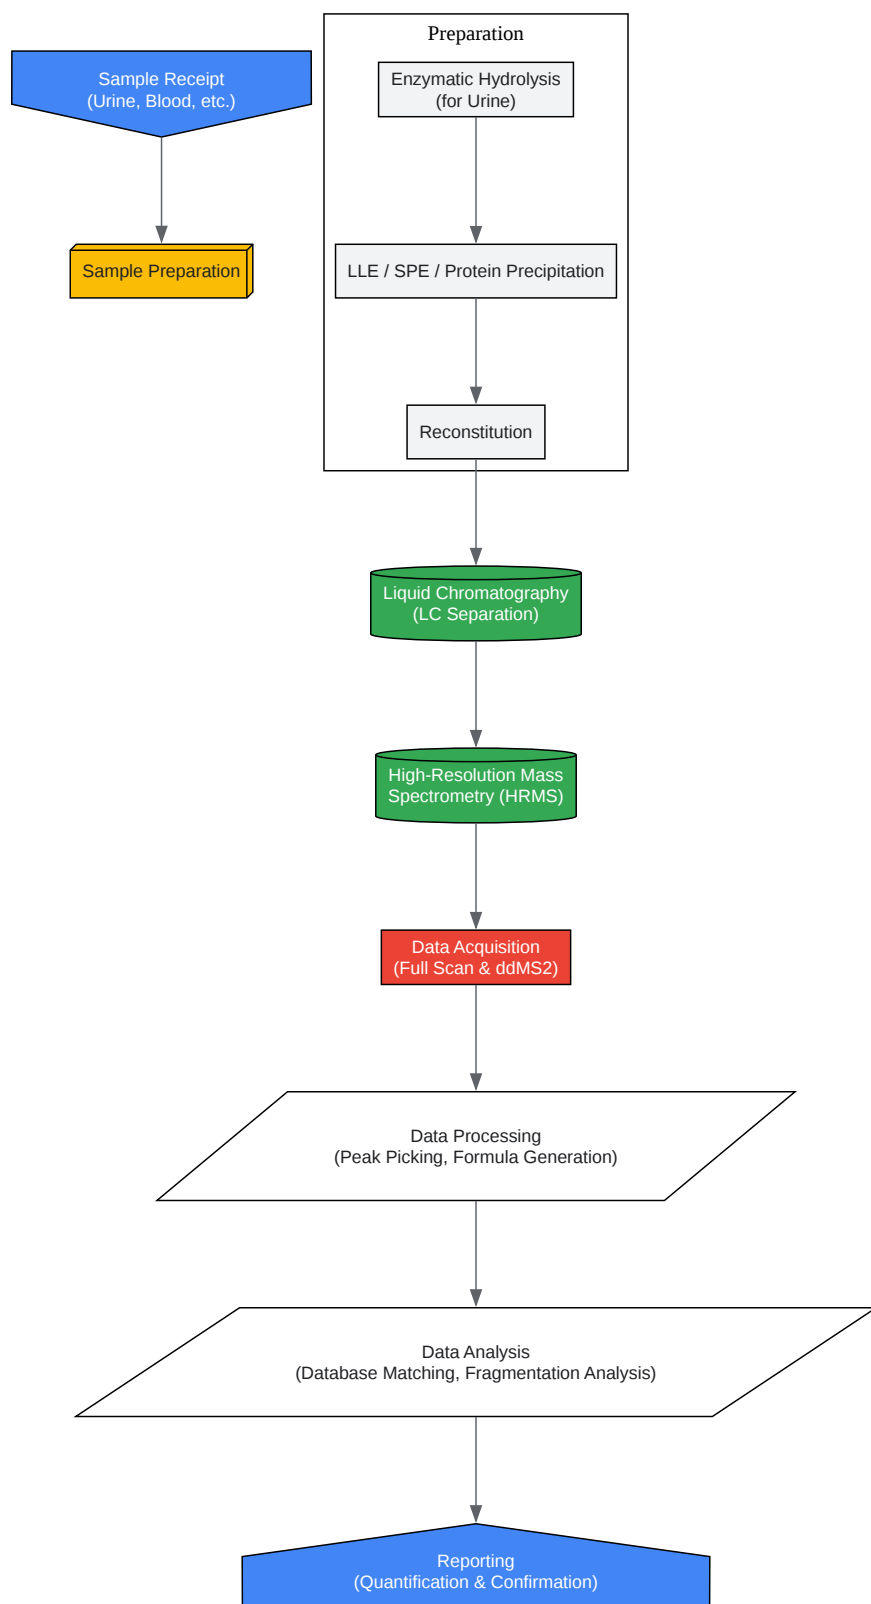 Preparation
Sample Receipt
(Urine, Blood, etc.)
Enzymatic Hydrolysis
(for Urine)
Sample Preparation
LLE / SPE / Protein Precipitation
Reconstitution
Liquid Chromatography
(LC Separation)
High-Resolution Mass
Spectrometry (HRMS)
Data Acquisition
(Full Scan & ddMS2)
Data Processing
(Peak Picking, Formula Generation)
Data Analysis
(Database Matching, Fragmentation Analysis)
Reporting
(Quantification & Confirmation)